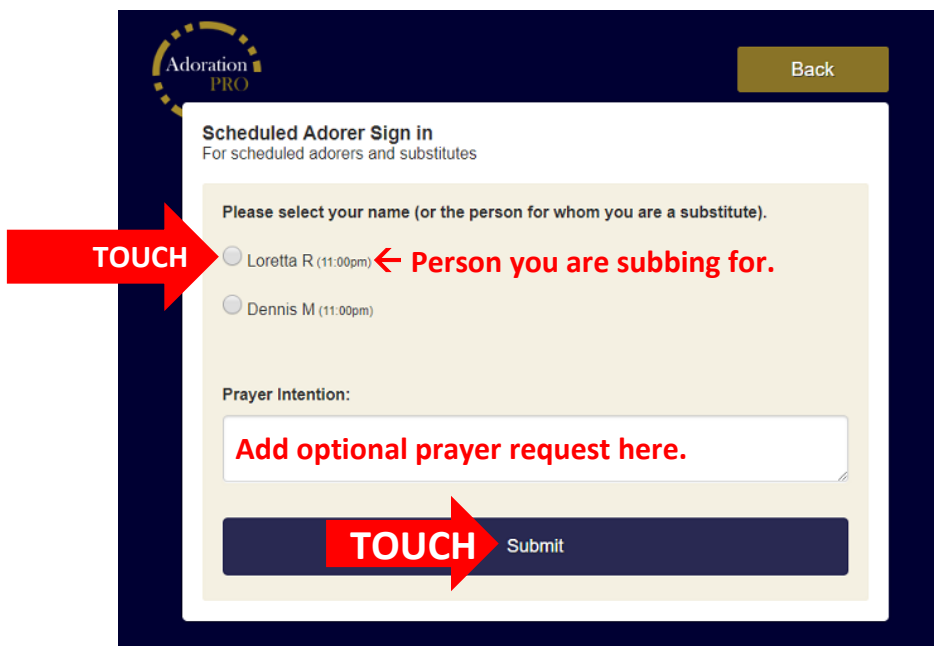 Adoration
PRO
Back
Scheduled Adorer Sign in
For scheduled adorers and substitutes
Please select your name (or the person for whom you are a substitute).
TOUCH
Loretta R (11:00pm) ← Person you are subbing for.
Dennis M (11:00pm)
Prayer Intention:
Add optional prayer request here.
TOUCH Submit